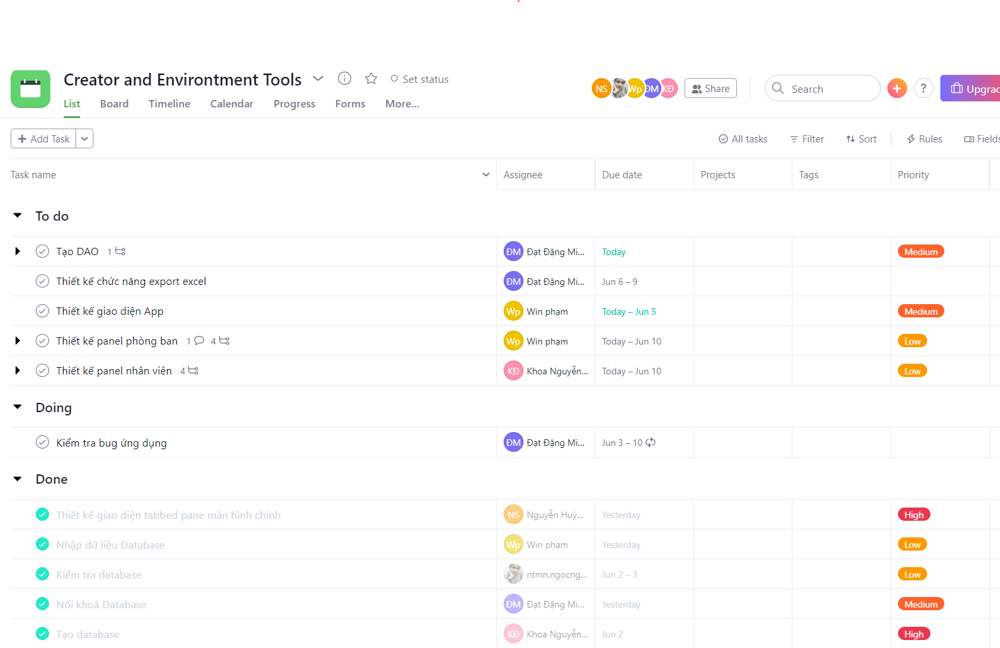 Creator and Environtment Tools Set status
NS Wp ĐM KĐ Share Search ? Upgrad
List Board Timeline Calendar Progress Forms More...
Add Task All tasks Filter Sort Rules Fields
Task name Assignee Due date Projects Tags Priority
To do
Tạo DAO 1 ĐM Đạt Đặng Mi... Today Medium
Thiết kế chức năng export excel ĐM Đạt Đặng Mi... Jun 6 – 9
Thiết kế giao diện App Wp Win phạm Today – Jun 5 Medium
Thiết kế panel phòng ban 1 4 Wp Win phạm Today – Jun 10 Low
Thiết kế panel nhân viên 4 KĐ Khoa Nguyễn... Today – Jun 10 Low
Doing
Kiểm tra bug ứng dụng ĐM Đạt Đặng Mi... Jun 3 – 10
Done
Thiết kế giao diện tabbed pane màn hình chính NS Nguyễn Huỳ... Yesterday High
Nhập dữ liệu Database Wp Win phạm Yesterday Low
Kiểm tra database ntmn.ngocng... Jun 2 – 3 Low
Nối khoá Database ĐM Đạt Đặng Mi... Yesterday Medium
Tạo database KĐ Khoa Nguyễn... Jun 2 High